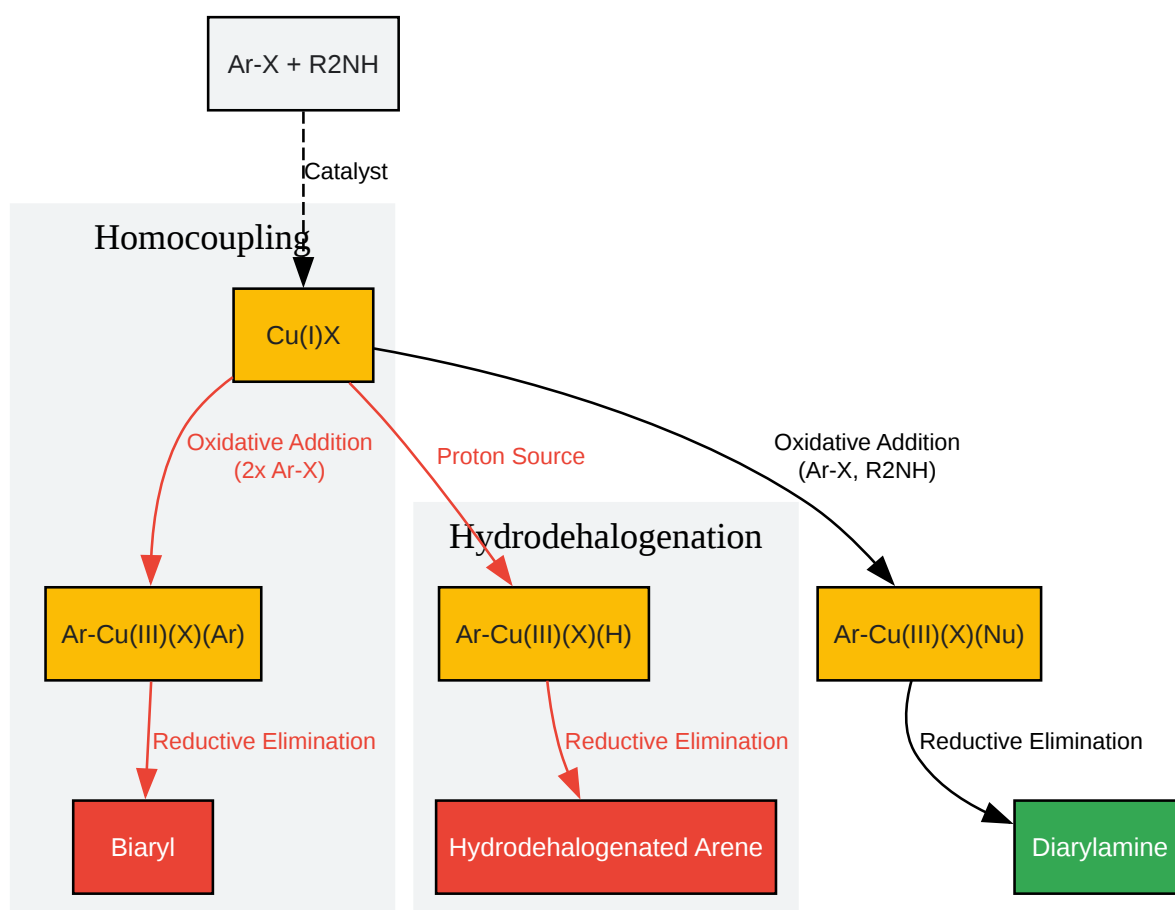 Ar-X + R2NH
Catalyst
Homocoupling
Cu(I)X
Oxidative Addition
(2x Ar-X)
Proton Source
Oxidative Addition
(Ar-X, R2NH)
Hydrodehalogenation
Ar-Cu(III)(X)(Ar)
Ar-Cu(III)(X)(H)
Ar-Cu(III)(X)(Nu)
Reductive Elimination
Reductive Elimination
Reductive Elimination
Biaryl
Hydrodehalogenated Arene
Diarylamine